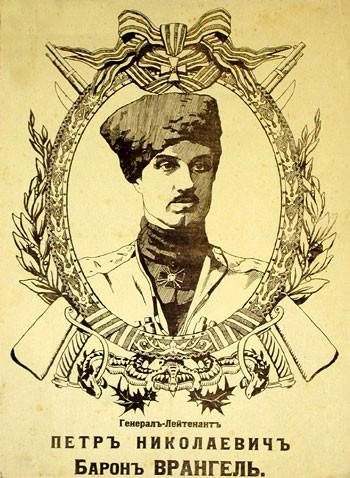 Генералъ-Лейтенантъ
ПЕТРЪ НИКОЛАЕВИЧЪ
БАРОНЪ ВРАНГЕЛЬ.